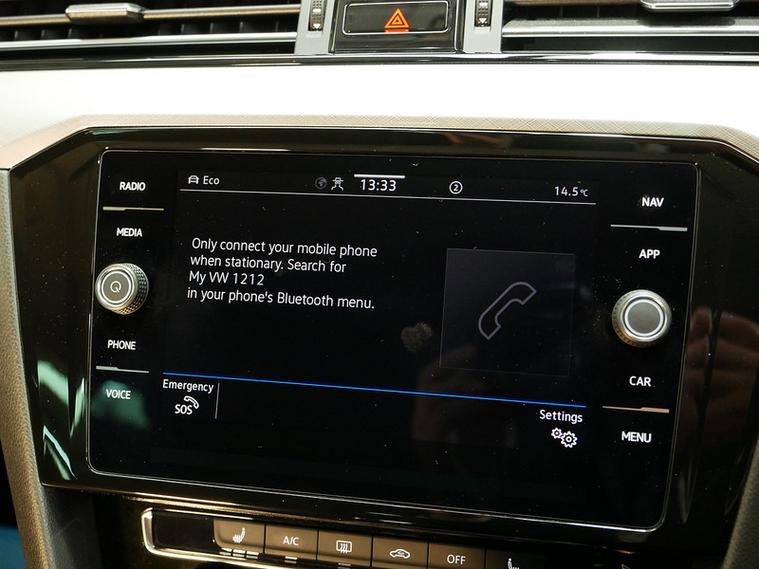 RADIO
Eco
13:33
2
14.5°C
NAV
MEDIA
APP
Only connect your mobile phone
when stationary. Search for
My VW 1212
in your phone's Bluetooth menu.
PHONE
CAR
VOICE
Emergency
SOS
Settings
MENU
A/C
OFF